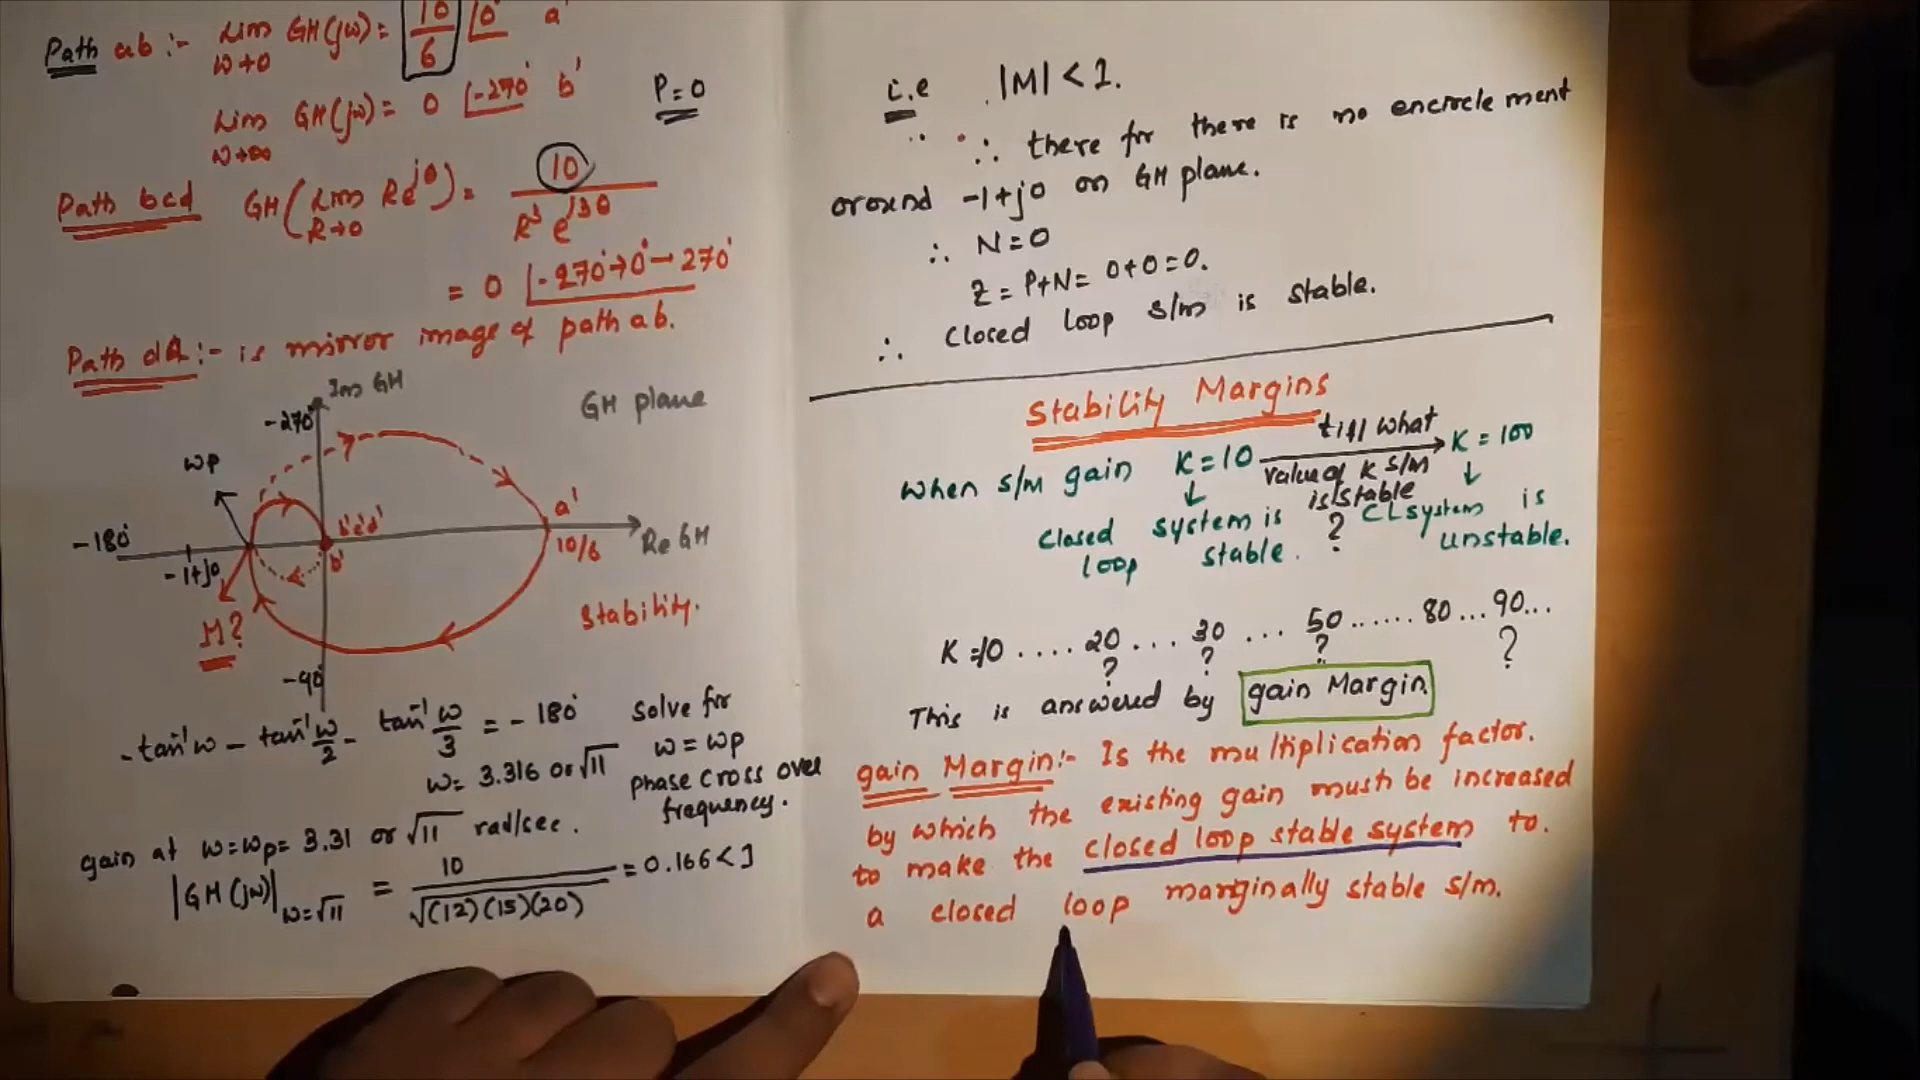 Path ab :- Lim GH(jω) = 10/6 ∠0° a'
ω→0
Lim GH(jω) = 0 ∠-270° b'
ω→∞
P=0
Path bcd GH(Lim Re^jθ) = 10
R→0 R³ e^j3θ
= 0 ∠-270°→0°→270°
Path da :- is mirror image of path ab.
Im GH
-270°
GH plane
ωp
a'
-180°
b'c'd'
b'
10/6
Re GH
-1+j0
M?
Stability.
-90°
-tan⁻¹ω - tan⁻¹ω/2 - tan⁻¹ω/3 = -180° solve for
ω = 3.316 or √11 ω = ωp
phase cross over
frequency.
gain at ω=ωp= 3.31 or √11 rad/sec.
|GH(jω)|ω=√11 = 10/√(12)(15)(20) = 0.166<1
i.e |M| < 1.
∴ there for there is no encirclement
around -1+j0 on GH plane.
∴ N=0
Z = P+N = 0+0=0.
∴ Closed loop s/m is stable.
Stability Margins
When s/m gain K=10 till what K = 100
value of K s/m
is stable
?
closed system is
loop stable.
CL system is
unstable.
K=10 .... 20 ... 30 ... 50 ...... 80 ... 90...
? ? ? ?
This is answered by gain Margin
gain Margin:- Is the multiplication factor.
by which the existing gain must be increased
to make the closed loop stable system to.
a closed loop marginally stable s/m.